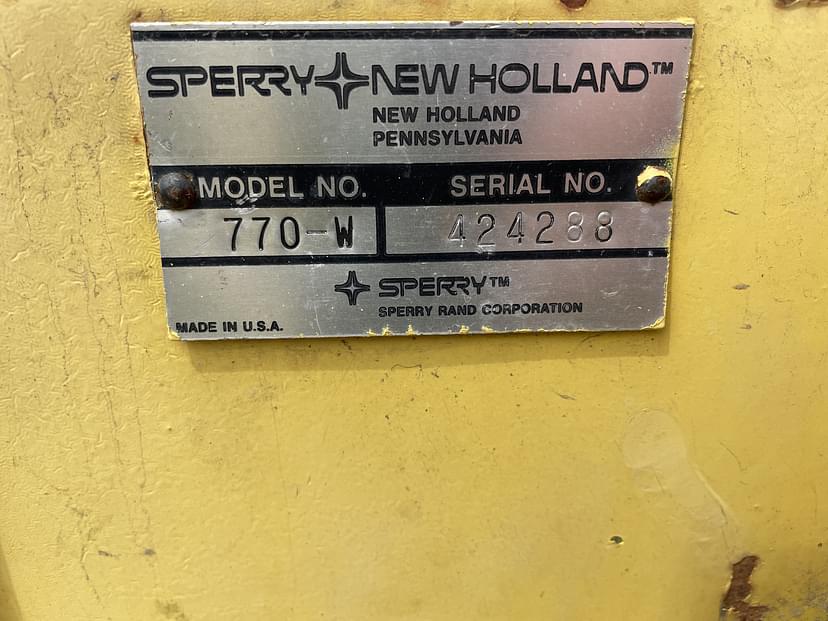 SPERRY NEW HOLLAND™
NEW HOLLAND
PENNSYLVANIA
MODEL NO. SERIAL NO.
770-W 424288
SPERRY™
SPERRY RAND CORPORATION
MADE IN U.S.A.